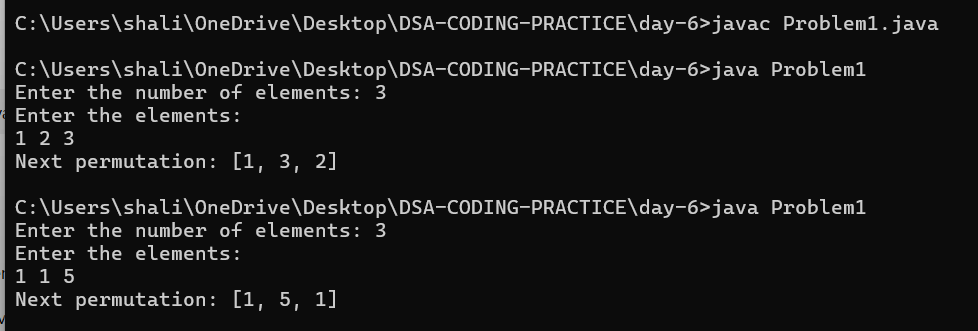 C:\Users\shali\OneDrive\Desktop\DSA-CODING-PRACTICE\day-6>javac Problem1.java
C:\Users\shali\OneDrive\Desktop\DSA-CODING-PRACTICE\day-6>java Problem1
Enter the number of elements: 3
Enter the elements:
1 2 3
Next permutation: [1, 3, 2]
C:\Users\shali\OneDrive\Desktop\DSA-CODING-PRACTICE\day-6>java Problem1
Enter the number of elements: 3
Enter the elements:
1 1 5
Next permutation: [1, 5, 1]